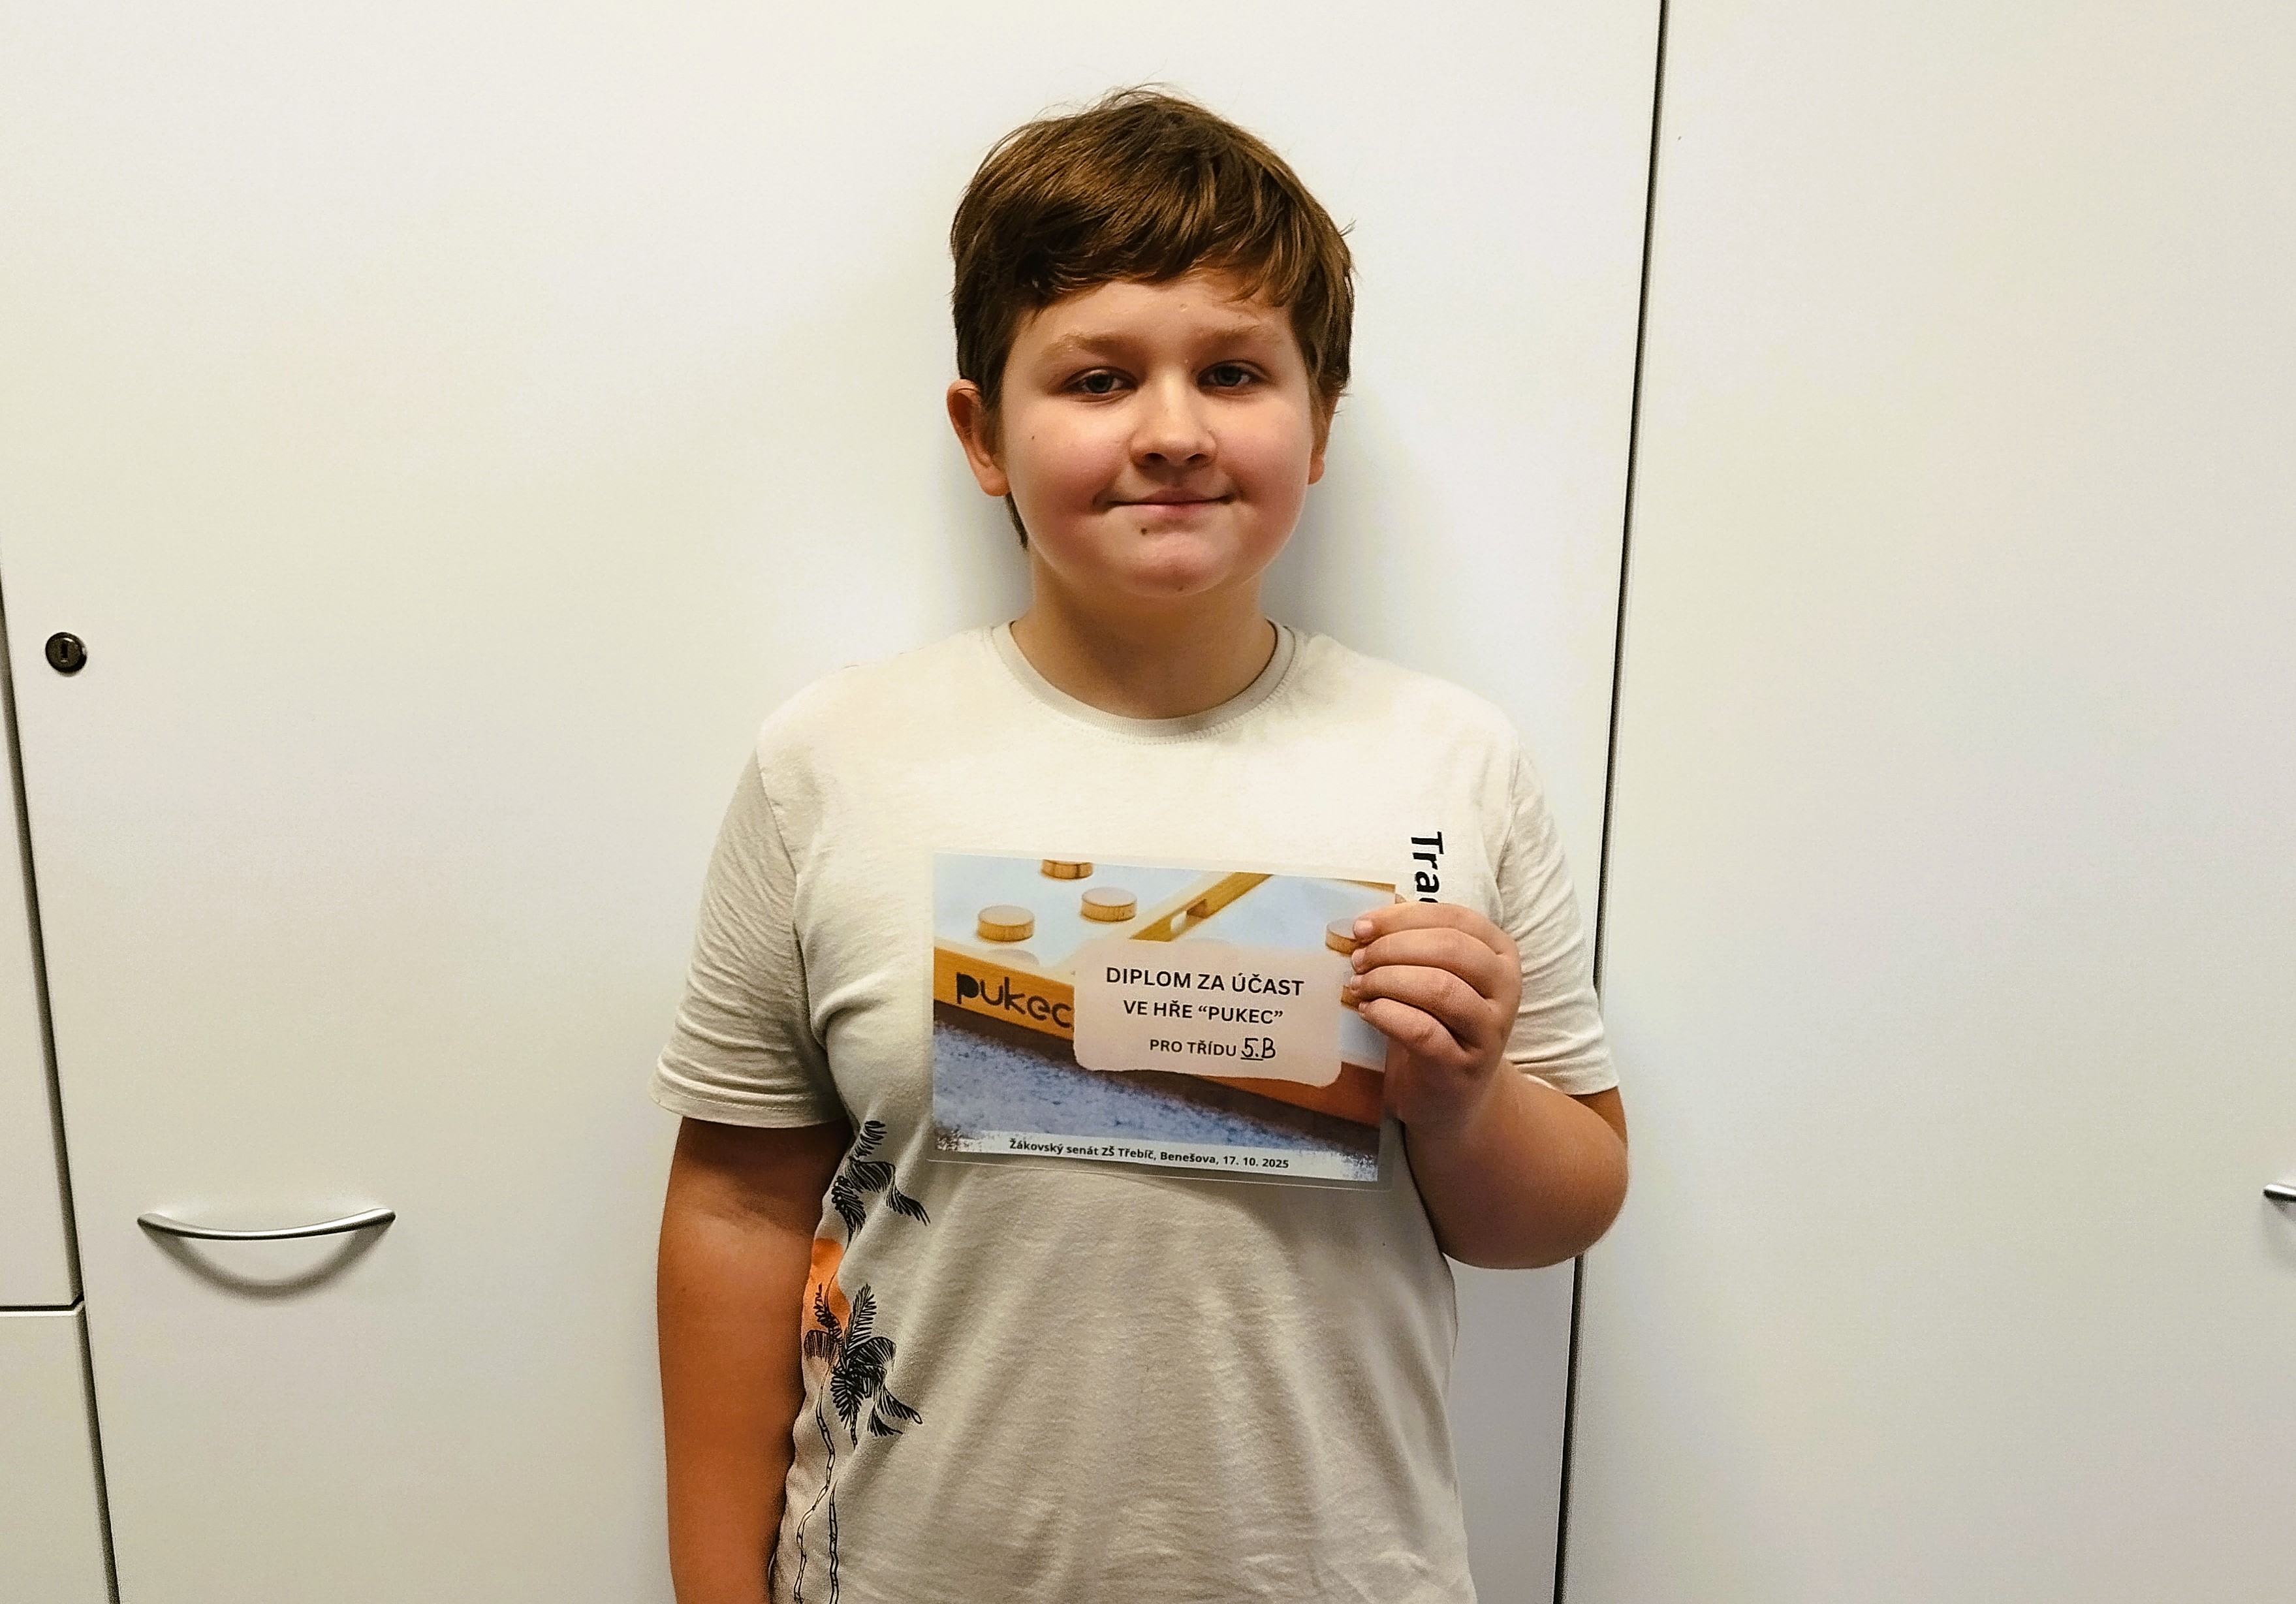 Tra
pukec
DIPLOM ZA ÚČAST
VE HŘE “PUKEC”
PRO TŘÍDU 5.B
Žákovský senát ZŠ Třebíč, Benešova, 17. 10. 2025